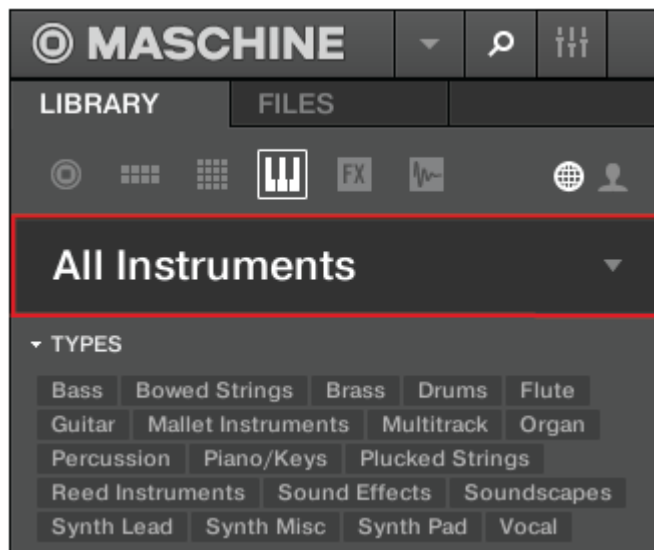 MASCHINE
LIBRARY FILES
FX
All Instruments
TYPES
Bass Bowed Strings Brass Drums Flute
Guitar Mallet Instruments Multitrack Organ
Percussion Piano/Keys Plucked Strings
Reed Instruments Sound Effects Soundscapes
Synth Lead Synth Misc Synth Pad Vocal